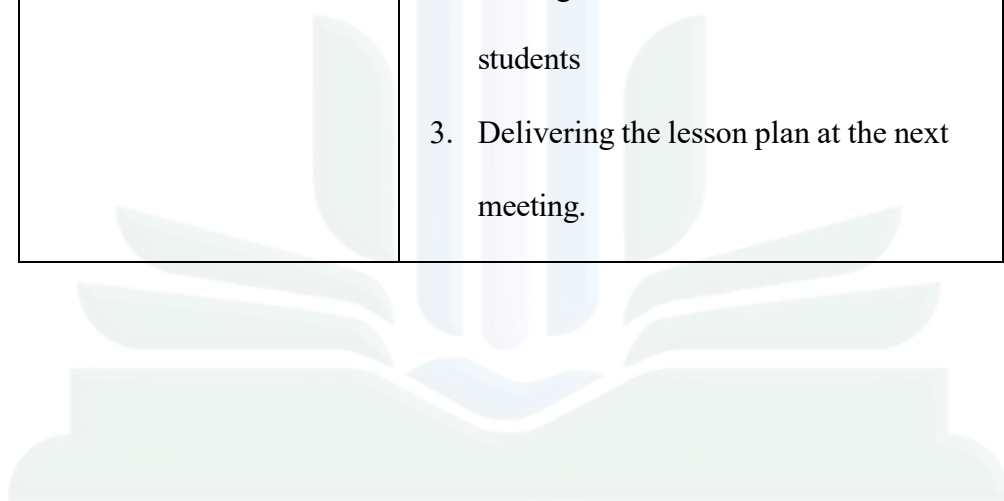 students
3. Delivering the lesson plan at the next
meeting.